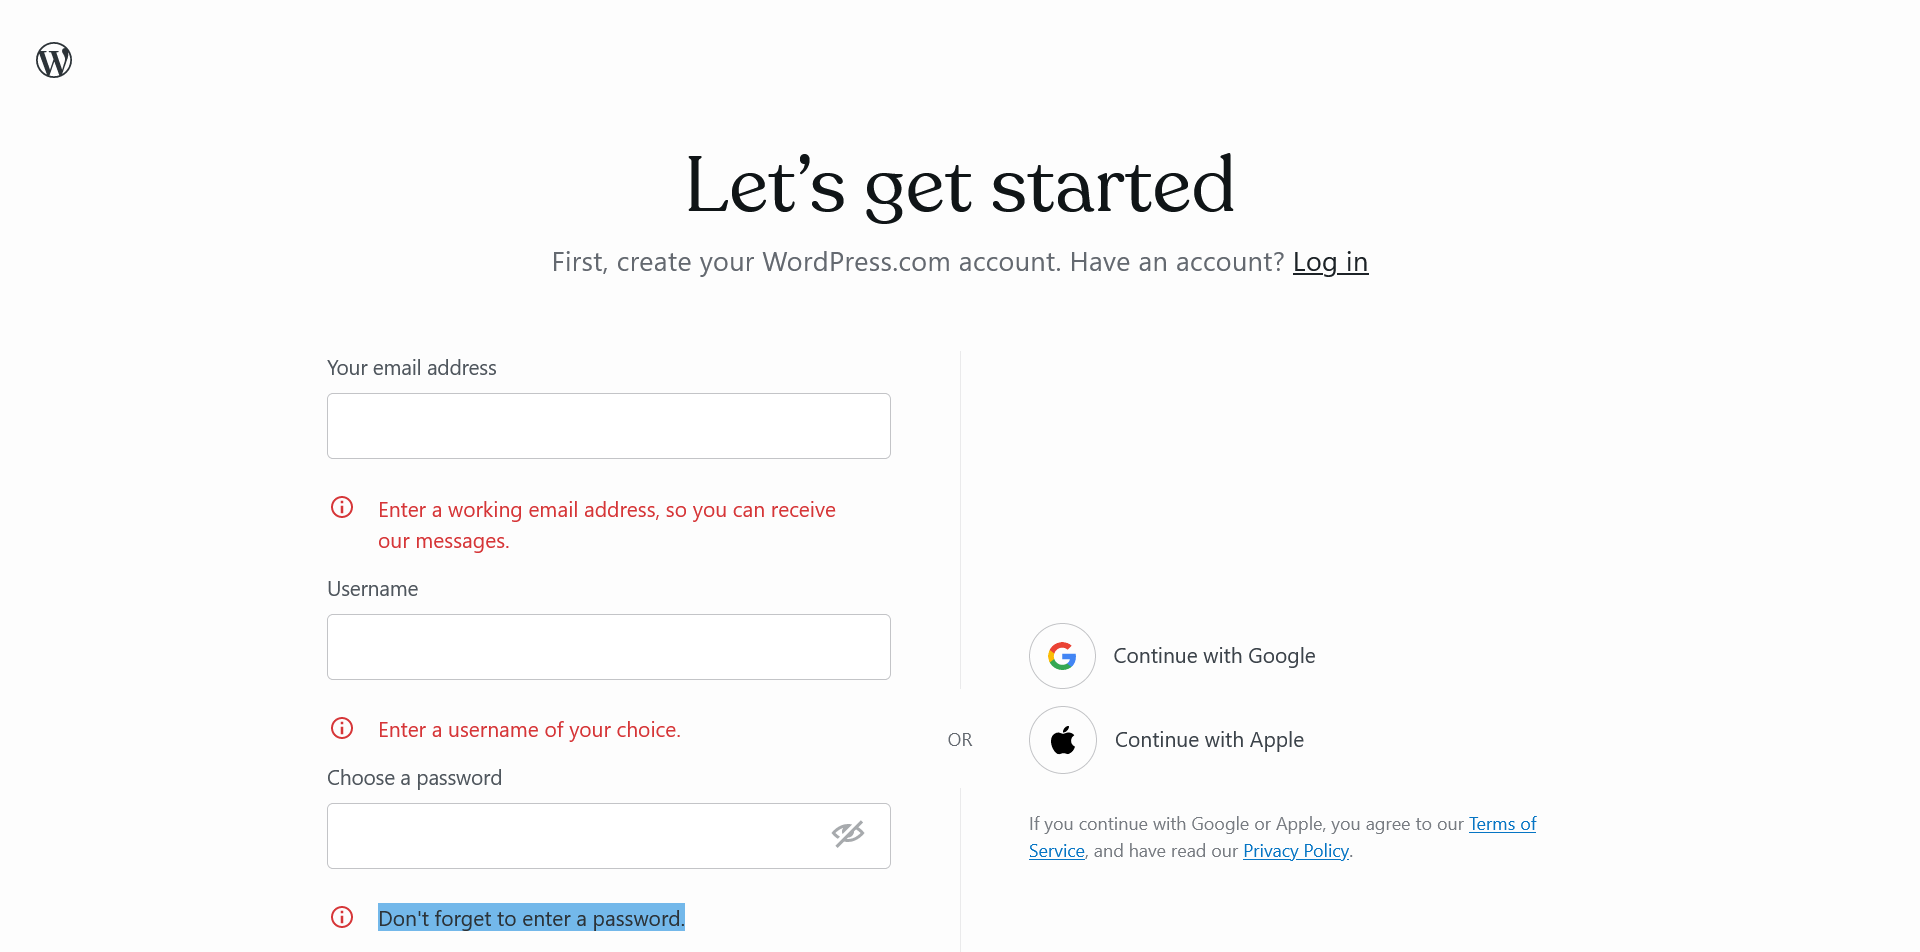 Let’s get started
First, create your WordPress.com account. Have an account? Log in
Your email address
Enter a working email address, so you can receive
our messages.
Username
Enter a username of your choice.
Choose a password
Don't forget to enter a password.
OR
Continue with Google
Continue with Apple
If you continue with Google or Apple, you agree to our Terms of
Service, and have read our Privacy Policy.